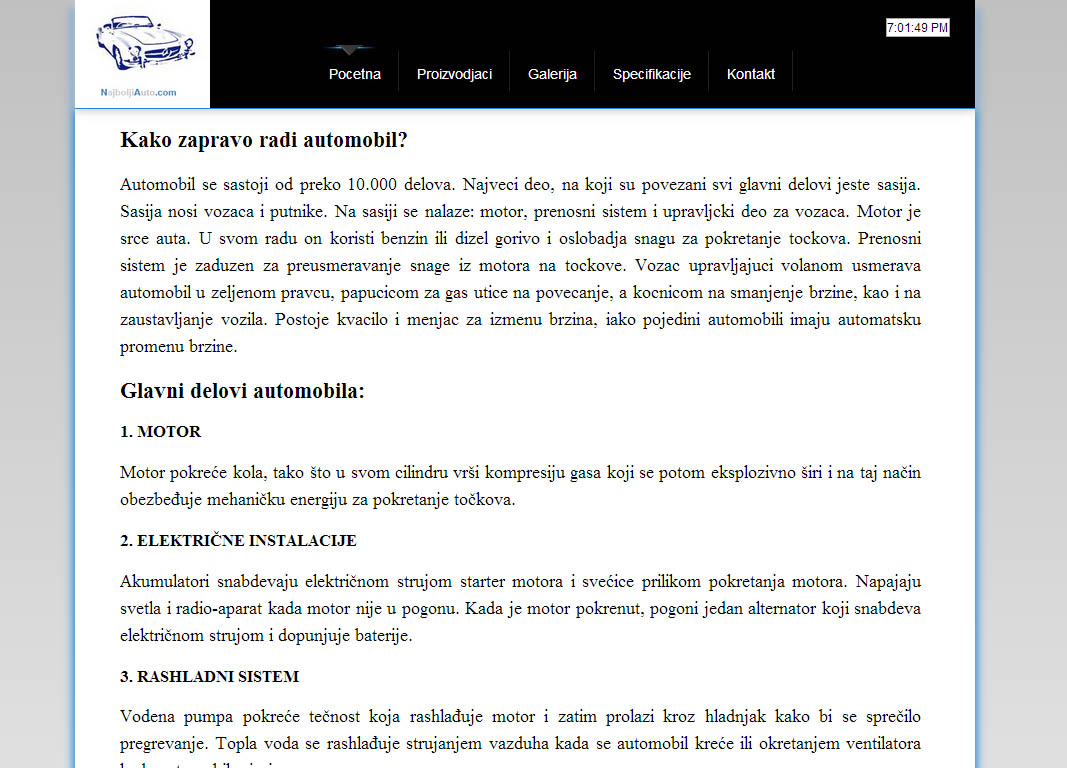 NajboljiAuto.com
7:01:49 PM
Pocetna Proizvodjaci Galerija Specifikacije Kontakt
Kako zapravo radi automobil?
Automobil se sastoji od preko 10.000 delova. Najveci deo, na koji su povezani svi glavni delovi jeste sasija.
Sasija nosi vozaca i putnike. Na sasiji se nalaze: motor, prenosni sistem i upravljcki deo za vozaca. Motor je
srce auta. U svom radu on koristi benzin ili dizel gorivo i oslobadja snagu za pokretanje tockova. Prenosni
sistem je zaduzen za preusmeravanje snage iz motora na tockove. Vozac upravljajuci volanom usmerava
automobil u zeljenom pravcu, papucicom za gas utice na povecanje, a kocnicom na smanjenje brzine, kao i na
zaustavljanje vozila. Postoje kvacilo i menjac za izmenu brzina, iako pojedini automobili imaju automatsku
promenu brzine.
Glavni delovi automobila:
1. MOTOR
Motor pokreće kola, tako što u svom cilindru vrši kompresiju gasa koji se potom eksplozivno širi i na taj način
obezbeđuje mehaničku energiju za pokretanje točkova.
2. ELEKTRIČNE INSTALACIJE
Akumulatori snabdevaju električnom strujom starter motora i svećice prilikom pokretanja motora. Napajaju
svetla i radio-aparat kada motor nije u pogonu. Kada je motor pokrenut, pogoni jedan alternator koji snabdeva
električnom strujom i dopunjuje baterije.
3. RASHLADNI SISTEM
Vodena pumpa pokreće tečnost koja rashlađuje motor i zatim prolazi kroz hladnjak kako bi se sprečilo
pregrevanje. Topla voda se rashlađuje strujanjem vazduha kada se automobil kreće ili okretanjem ventilatora